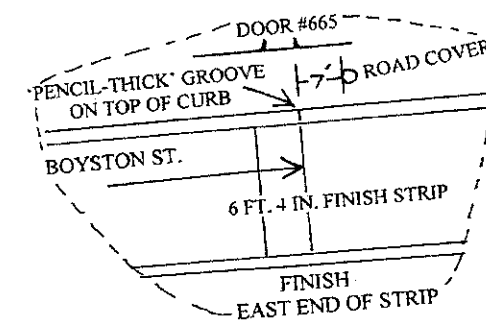 DOOR #665
"PENCIL-THICK" GROOVE
ON TOP OF CURB
7'
ROAD COVER
BOYSTON ST.
6 FT. 4 IN. FINISH STRIP
FINISH
EAST END OF STRIP